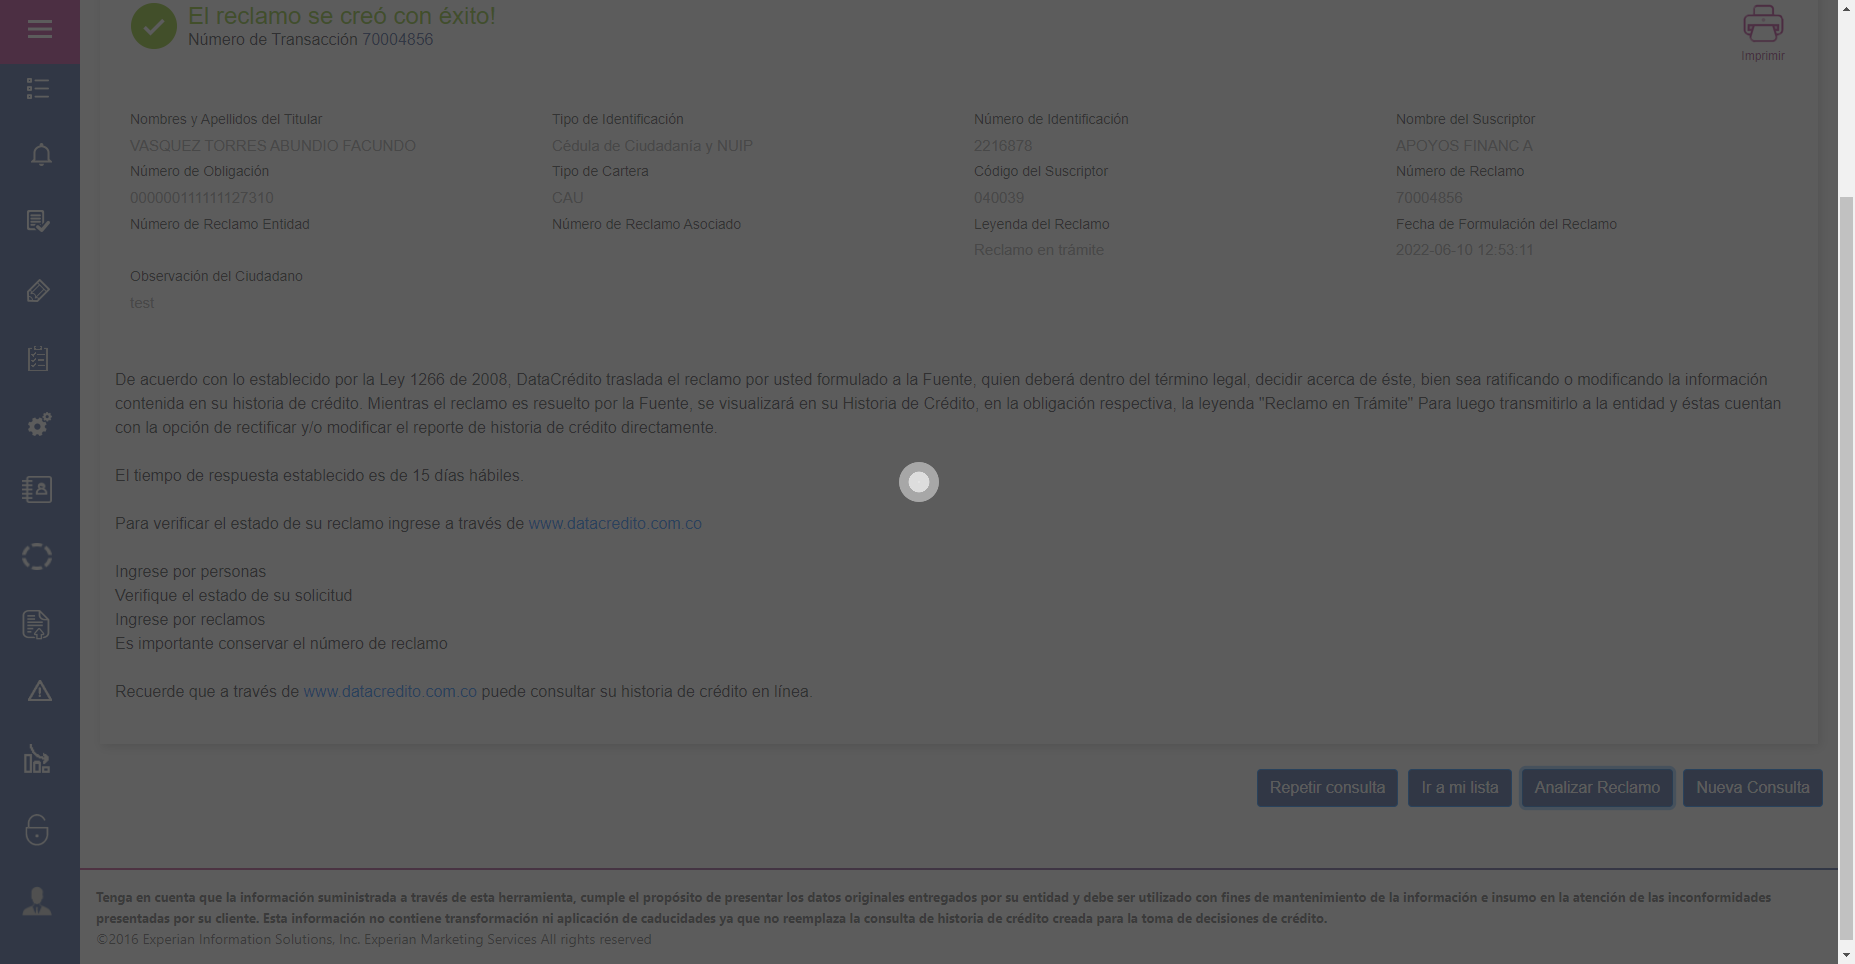 El reclamo se creó con éxito!
Número de Transacción 70004856
Imprimir
Nombres y Apellidos del Titular
Tipo de Identificación
Número de Identificación
Nombre del Suscriptor
VASQUEZ TORRES ABUNDIO FACUNDO
Cédula de Ciudadanía y NUIP
2216878
APOYOS FINANC A
Número de Obligación
Tipo de Cartera
Código del Suscriptor
Número de Reclamo
000000111111127310
CAU
040039
70004856
Número de Reclamo Entidad
Número de Reclamo Asociado
Leyenda del Reclamo
Fecha de Formulación del Reclamo
Reclamo en trámite
2022-06-10 12:53:11
Observación del Ciudadano
test
De acuerdo con lo establecido por la Ley 1266 de 2008, DataCrédito traslada el reclamo por usted formulado a la Fuente, quien deberá dentro del término legal, decidir acerca de éste, bien sea ratificando o modificando la información
contenida en su historia de crédito. Mientras el reclamo es resuelto por la Fuente, se visualizará en su Historia de Crédito, en la obligación respectiva, la leyenda "Reclamo en Trámite" Para luego transmitirlo a la entidad y éstas cuentan
con la opción de rectificar y/o modificar el reporte de historia de crédito directamente.
El tiempo de respuesta establecido es de 15 días hábiles.
Para verificar el estado de su reclamo ingrese a través de www.datacredito.com.co
Ingrese por personas
Verifique el estado de su solicitud
Ingrese por reclamos
Es importante conservar el número de reclamo
Recuerde que a través de www.datacredito.com.co puede consultar su historia de crédito en línea.
Repetir consulta
Ir a mi lista
Analizar Reclamo
Nueva Consulta
Tenga en cuenta que la información suministrada a través de esta herramienta, cumple el propósito de presentar los datos originales entregados por su entidad y debe ser utilizado con fines de mantenimiento de la información e insumo en la atención de las inconformidades
presentadas por su cliente. Esta información no contiene transformación ni aplicación de caducidades ya que no reemplaza la consulta de historia de crédito creada para la toma de decisiones de crédito.
©2016 Experian Information Solutions, Inc. Experian Marketing Services All rights reserved